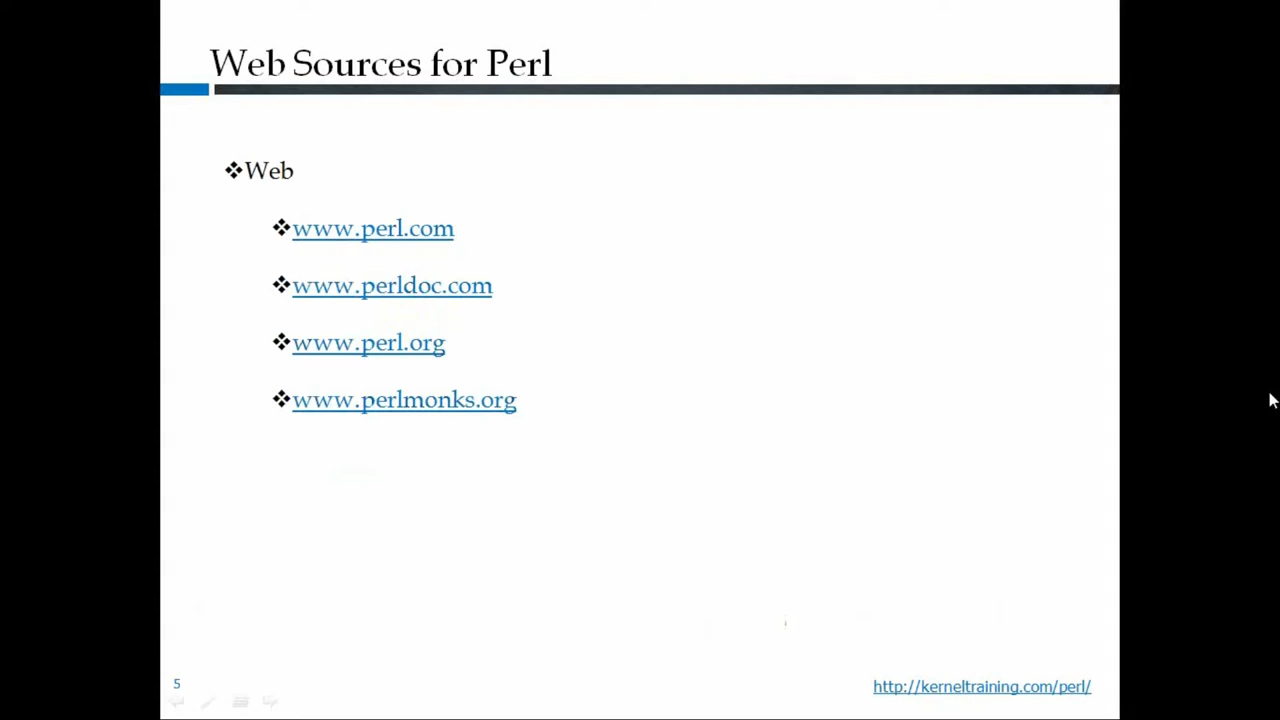 Web Sources for Perl
❖Web
❖www.perl.com
❖www.perldoc.com
❖www.perl.org
❖www.perlmonks.org
5
http://kerneltraining.com/perl/